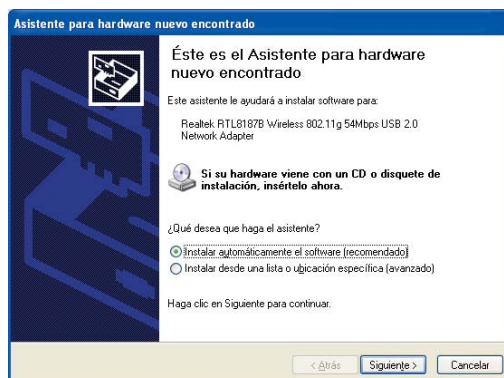 Asistente para hardware nuevo encontrado
Éste es el Asistente para hardware
nuevo encontrado
Este asistente le ayudará a instalar software para:
Realtek RTL8187B Wireless 802.11g 54Mbps USB 2.0
Network Adapter
Si su hardware viene con un CD o disquete de
instalación, insértelo ahora.
¿Qué desea que haga el asistente?
Instalar automáticamente el software (recomendado)
Instalar desde una lista o ubicación específica (avanzado)
Haga clic en Siguiente para continuar.
< Atrás Siguiente > Cancelar